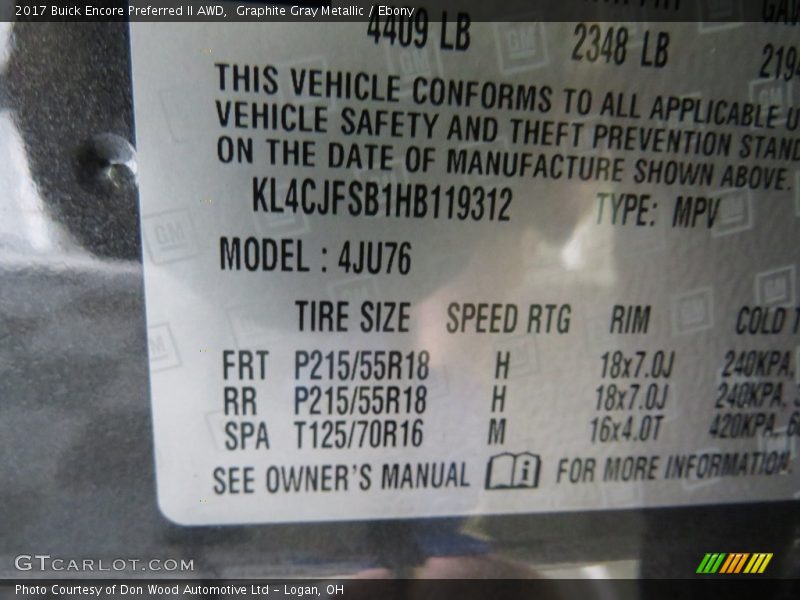 2017 Buick Encore Preferred II AWD, Graphite Gray Metallic / Ebony
4409 LB 2348 LB
THIS VEHICLE CONFORMS TO ALL APPLICABLE
VEHICLE SAFETY AND THEFT PREVENTION
ON THE DATE OF MANUFACTURE SHOWN ABOVE.
KL4CJFSB1HB119312 TYPE: MPV
MODEL : 4JU76
TIRE SIZE SPEED RTG RIM COLD
FRT P215/55R18 H 18x7.0J 240KPA,
RR P215/55R18 H 18x7.0J 240KPA,
SPA T125/70R16 M 16x4.0T 420KPA,
SEE OWNER'S MANUAL i FOR MORE INFORMATION.
GTCARLOT.COM
Photo Courtesy of Don Wood Automotive Ltd - Logan, OH